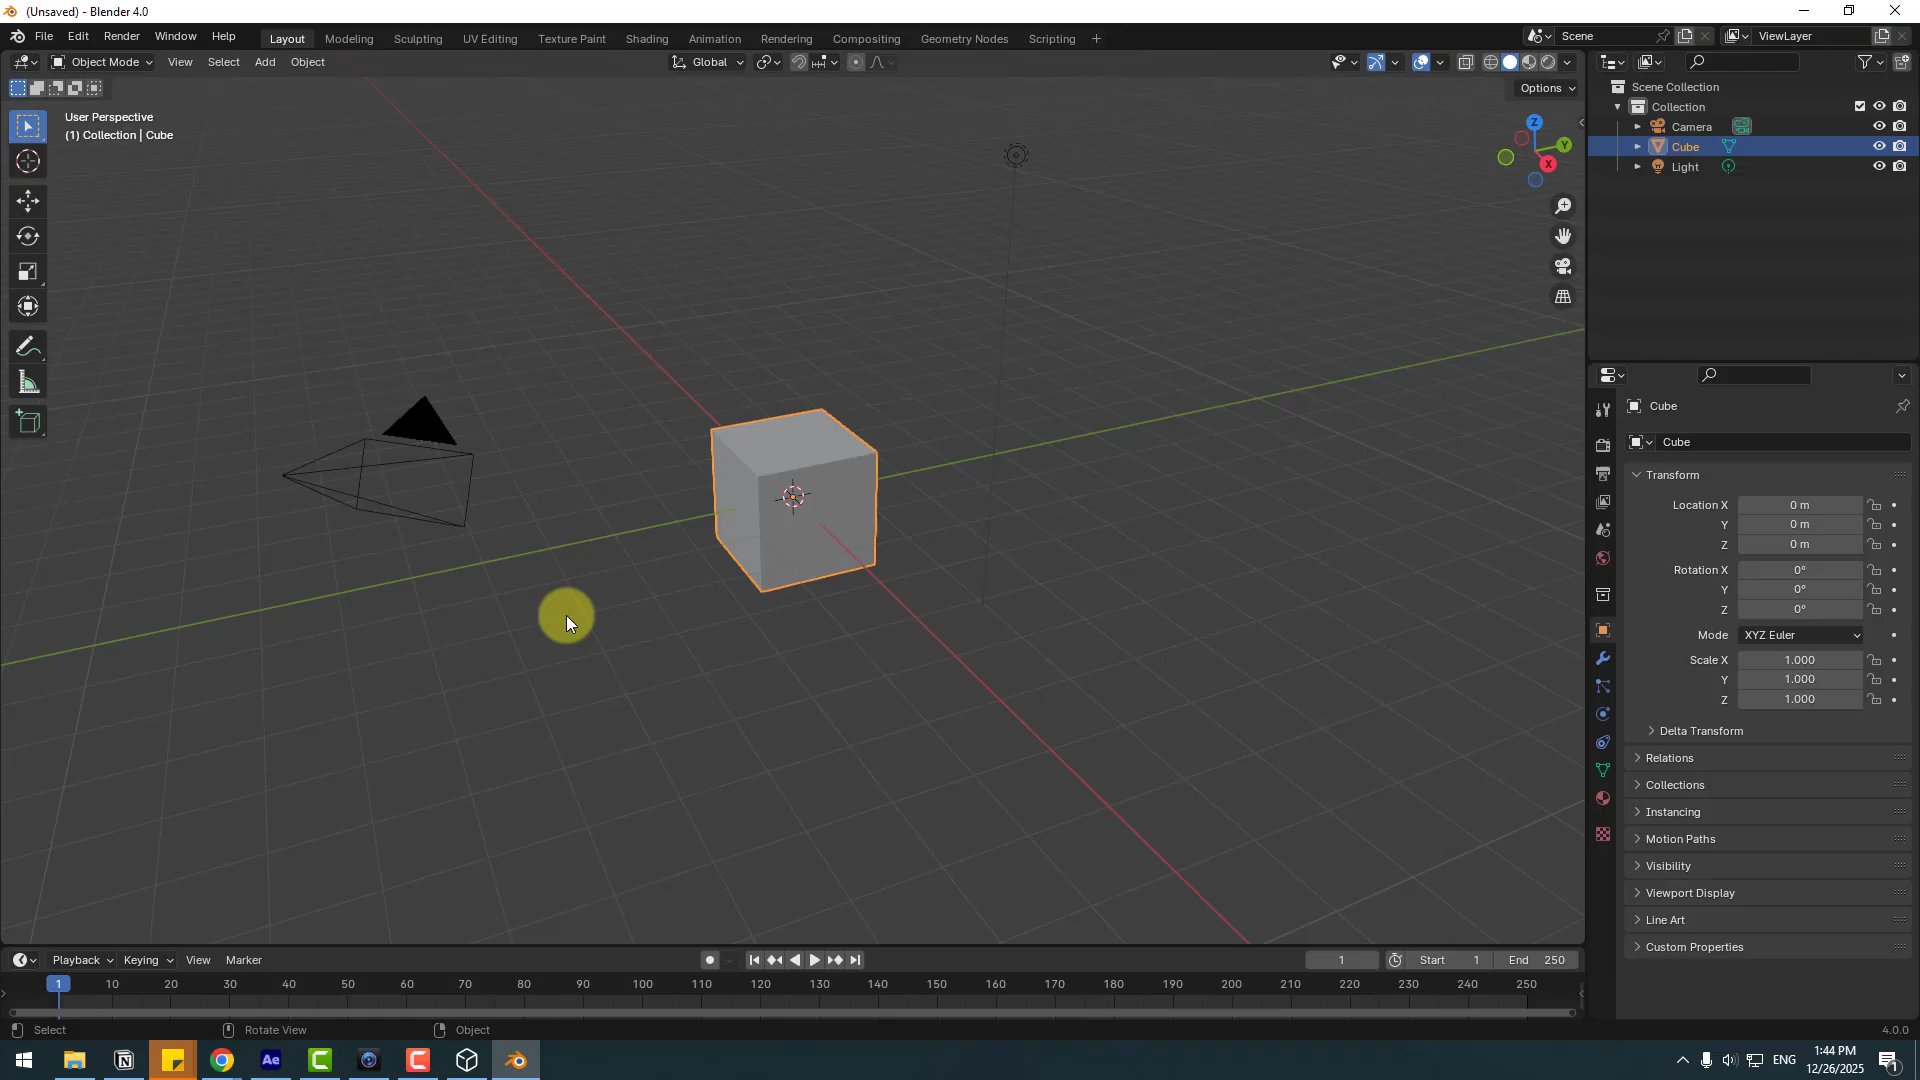 (Unsaved) - Blender 4.0
File Edit Render Window Help
Layout Modeling Sculpting UV Editing Texture Paint Shading Animation Rendering Compositing Geometry Nodes Scripting +
Scene
ViewLayer
Object Mode View Select Add Object
Global
Options
User Perspective
(1) Collection | Cube
Z
Y
X
Scene Collection
Collection
Camera
Cube
Light
Cube
Cube
Transform
Location X 0 m
Y 0 m
Z 0 m
Rotation X 0°
Y 0°
Z 0°
Mode XYZ Euler
Scale X 1.000
Y 1.000
Z 1.000
Delta Transform
Relations
Collections
Instancing
Motion Paths
Visibility
Viewport Display
Line Art
Custom Properties
Playback Keying View Marker
1
Start 1
End 250
1 10 20 30 40 50 60 70 80 90 100 110 120 130 140 150 160 170 180 190 200 210 220 230 240 250
Select
Rotate View
Object
4.0.0
Ae
ENG
1:44 PM
12/26/2025
1